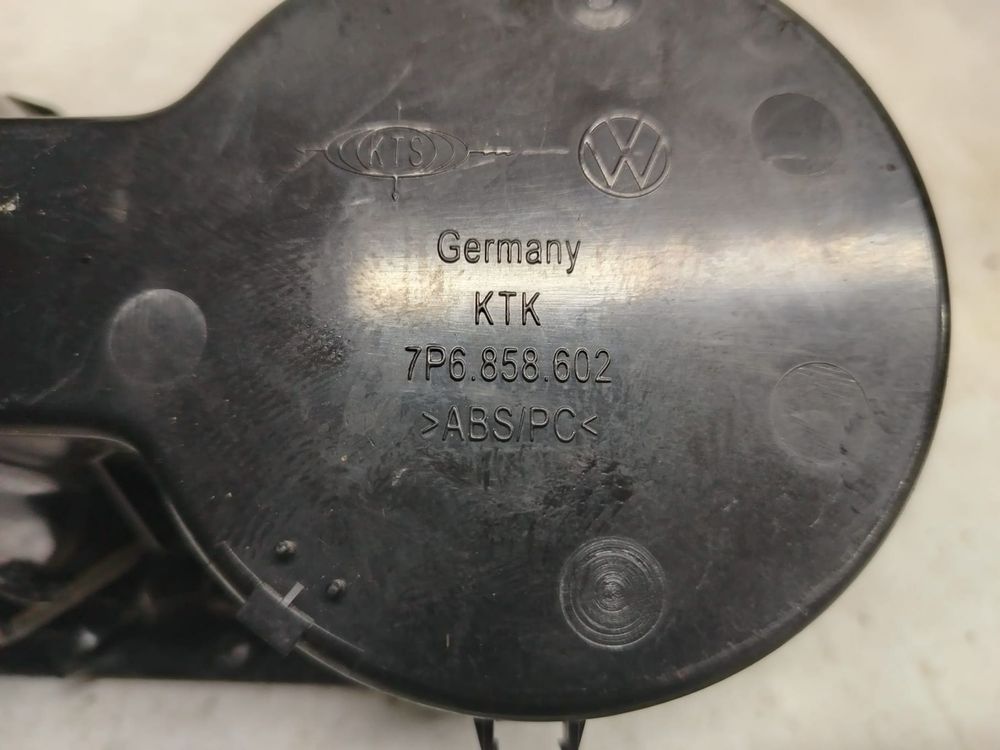 KTS
Germany
KTK
7P6.858.602
>ABS/PC<